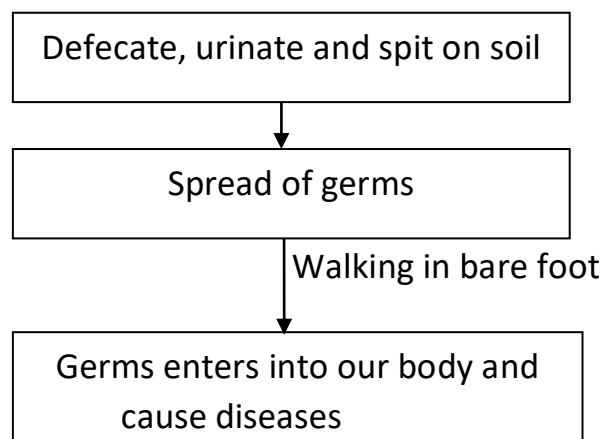 Defecate, urinate and spit on soil
Spread of germs
Walking in bare foot
Germs enters into our body and
cause diseases